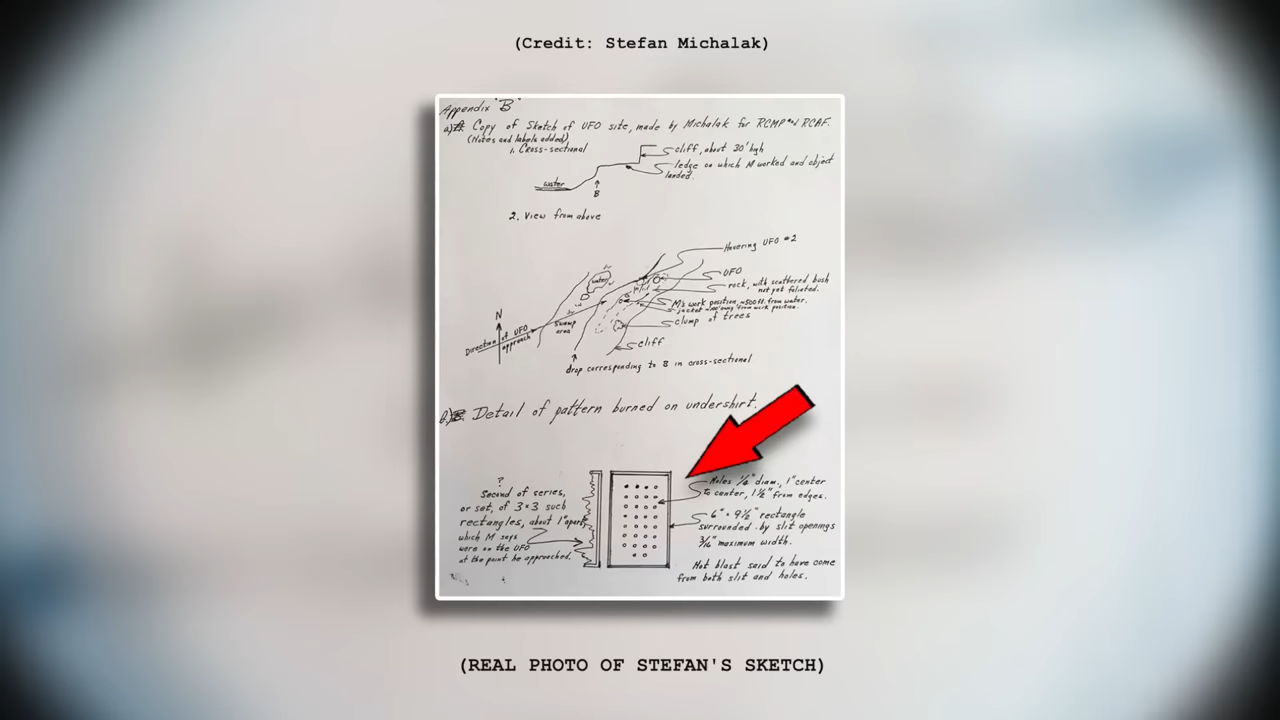 (Credit: Stefan Michalak)
Appendix "B"
a) Copy of Sketch of UFO site, made by Michalak for RCMP and RCAF.
(Notes and labels added)
1. Cross-sectional
cliff, about 30' high
ledge on which M worked and object
landed.
water
B
2. View from above
Hovering UFO #2
water
UFO
rock, with scattered bush
not yet foliated.
M's work position, ≈500 ft. from water.
jacket away from work position.
clump of trees
N
swamp
area
Direction of UFO
approach
cliff
drop corresponding to B in cross-sectional
b) Detail of pattern burned on undershirt.
?
Second of series,
or set, of 3×3 such
rectangles, about 1" apart,
which M says
were on the UFO
at the point he approached.
Holes 1/4" diam., 1" center
to center, 1½" from edges.
6" × 9½" rectangle
surrounded by slit openings
3/16" maximum width.
Hot blast said to have come
from both slit and holes.
(REAL PHOTO OF STEFAN'S SKETCH)